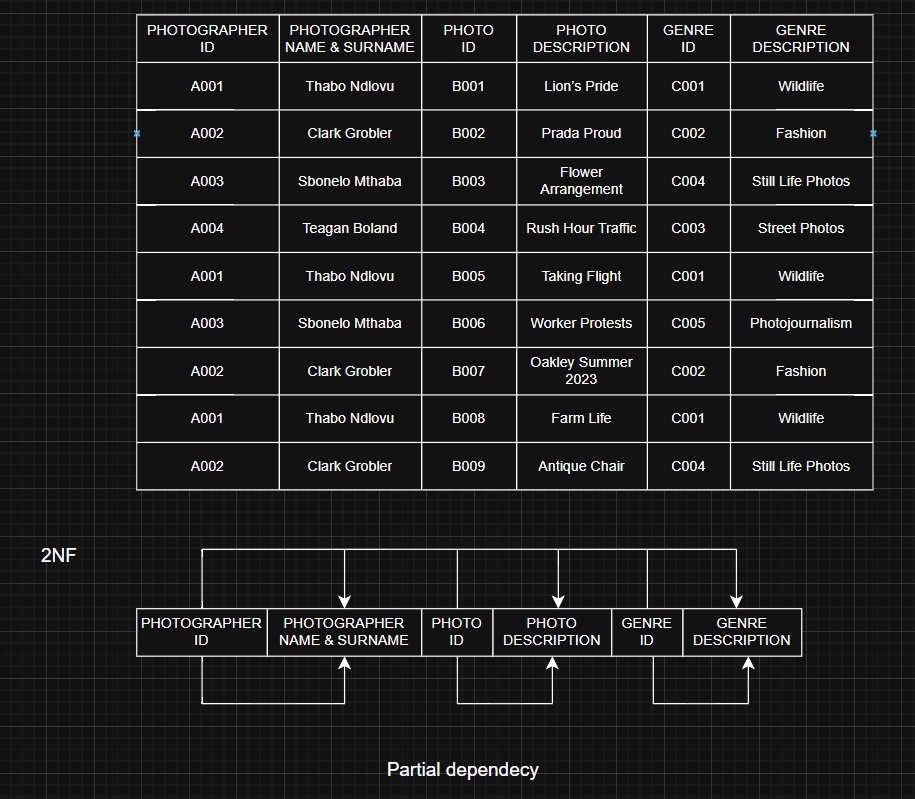 PHOTOGRAPHER PHOTOGRAPHER PHOTO PHOTO GENRE GENRE
ID NAME & SURNAME ID DESCRIPTION ID DESCRIPTION
A001 Thabo Ndlovu B001 Lion's Pride C001 Wildlife
A002 Clark Grobler B002 Prada Proud C002 Fashion
A003 Sbonelo Mthaba B003 Flower Arrangement C004 Still Life Photos
A004 Teagan Boland B004 Rush Hour Traffic C003 Street Photos
A001 Thabo Ndlovu B005 Taking Flight C001 Wildlife
A003 Sbonelo Mthaba B006 Worker Protests C005 Photojournalism
A002 Clark Grobler B007 Oakley Summer 2023 C002 Fashion
A001 Thabo Ndlovu B008 Farm Life C001 Wildlife
A002 Clark Grobler B009 Antique Chair C004 Still Life Photos
2NF
PHOTOGRAPHER PHOTOGRAPHER PHOTO PHOTO GENRE GENRE
ID NAME & SURNAME ID DESCRIPTION ID DESCRIPTION
Partial dependecy